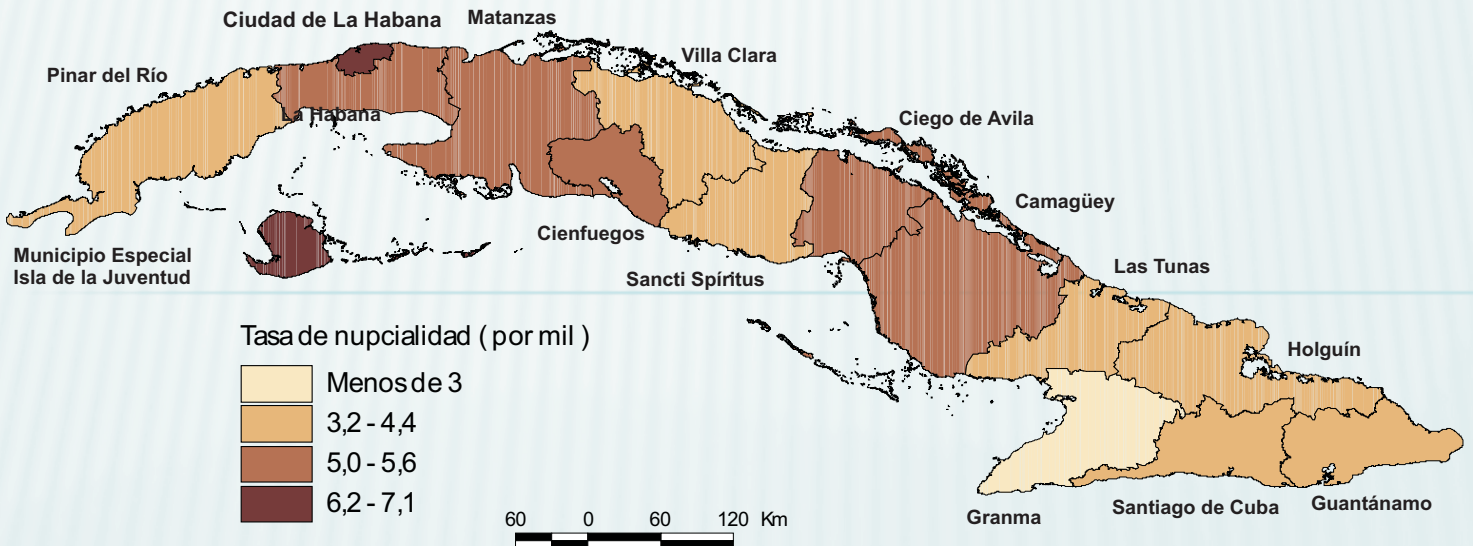 Ciudad de La Habana
Matanzas
Villa Clara
Pinar del Río
La Habana
Ciego de Avila
Camagüey
Cienfuegos
Municipio Especial
Isla de la Juventud
Sancti Spíritus
Las Tunas
Holguín
Granma
Santiago de Cuba
Guantánamo
Tasa de nupcialidad ( por mil )
Menos de 3
3,2 - 4,4
5,0 - 5,6
6,2 - 7,1
60 0 60 120 Km